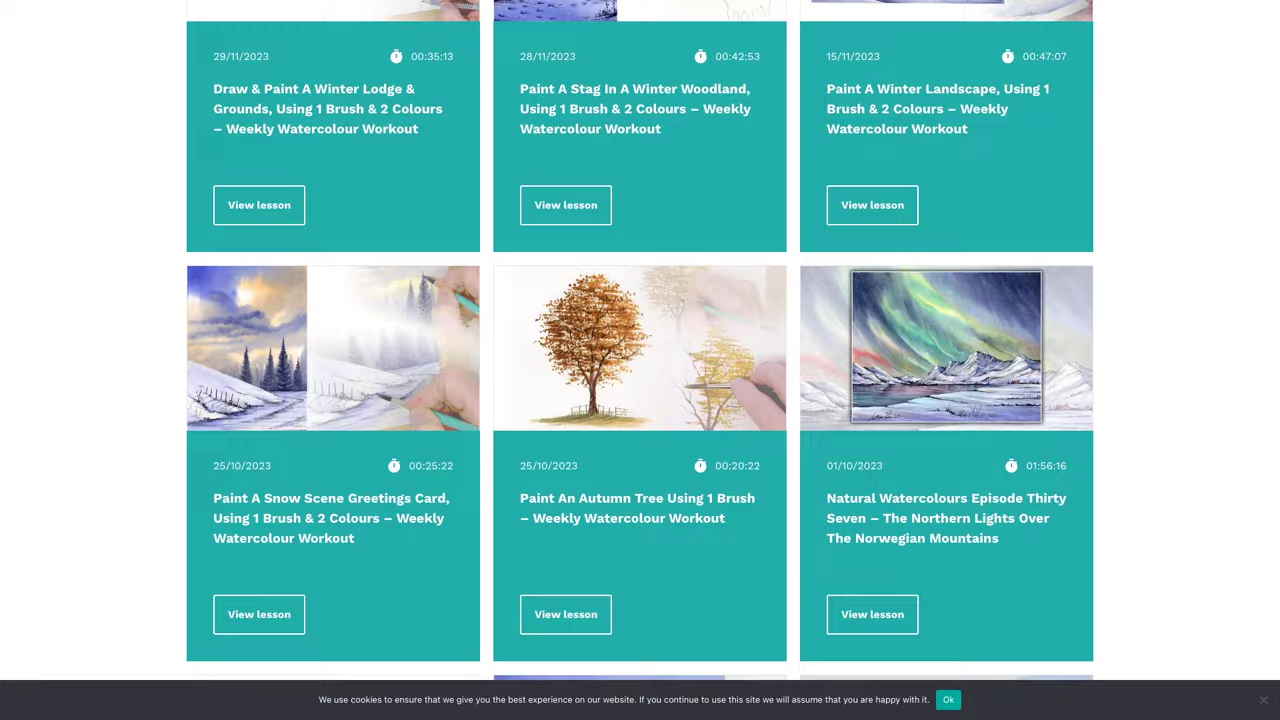 29/11/2023 00:35:13
Draw & Paint A Winter Lodge &
Grounds, Using 1 Brush & 2 Colours
– Weekly Watercolour Workout
View lesson
28/11/2023 00:42:53
Paint A Stag In A Winter Woodland,
Using 1 Brush & 2 Colours – Weekly
Watercolour Workout
View lesson
15/11/2023 00:47:07
Paint A Winter Landscape, Using 1
Brush & 2 Colours – Weekly
Watercolour Workout
View lesson
25/10/2023 00:25:22
Paint A Snow Scene Greetings Card,
Using 1 Brush & 2 Colours – Weekly
Watercolour Workout
View lesson
25/10/2023 00:20:22
Paint An Autumn Tree Using 1 Brush
– Weekly Watercolour Workout
View lesson
01/10/2023 01:56:16
Natural Watercolours Episode Thirty
Seven – The Northern Lights Over
The Norwegian Mountains
View lesson
We use cookies to ensure that we give you the best experience on our website. If you continue to use this site we will assume that you are happy with it. Ok